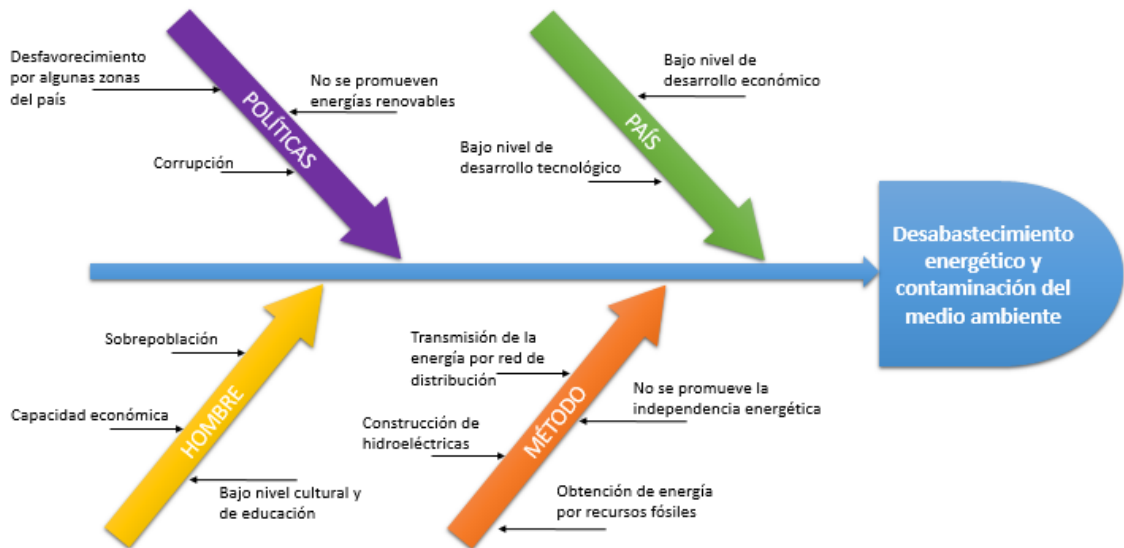 Desfavorecimiento
por algunas zonas
del país
No se promueven
energías renovables
Corrupción
POLÍTICAS
Bajo nivel de
desarrollo económico
Bajo nivel de
desarrollo tecnológico
PAÍS
Desabastecimiento
energético y
contaminación del
medio ambiente
Sobrepoblación
Capacidad económica
HOMBRE
Bajo nivel cultural y
de educación
Transmisión de la
energía por red de
distribución
No se promueve la
independencia energética
Construcción de
hidroeléctricas
MÉTODO
Obtención de energía
por recursos fósiles